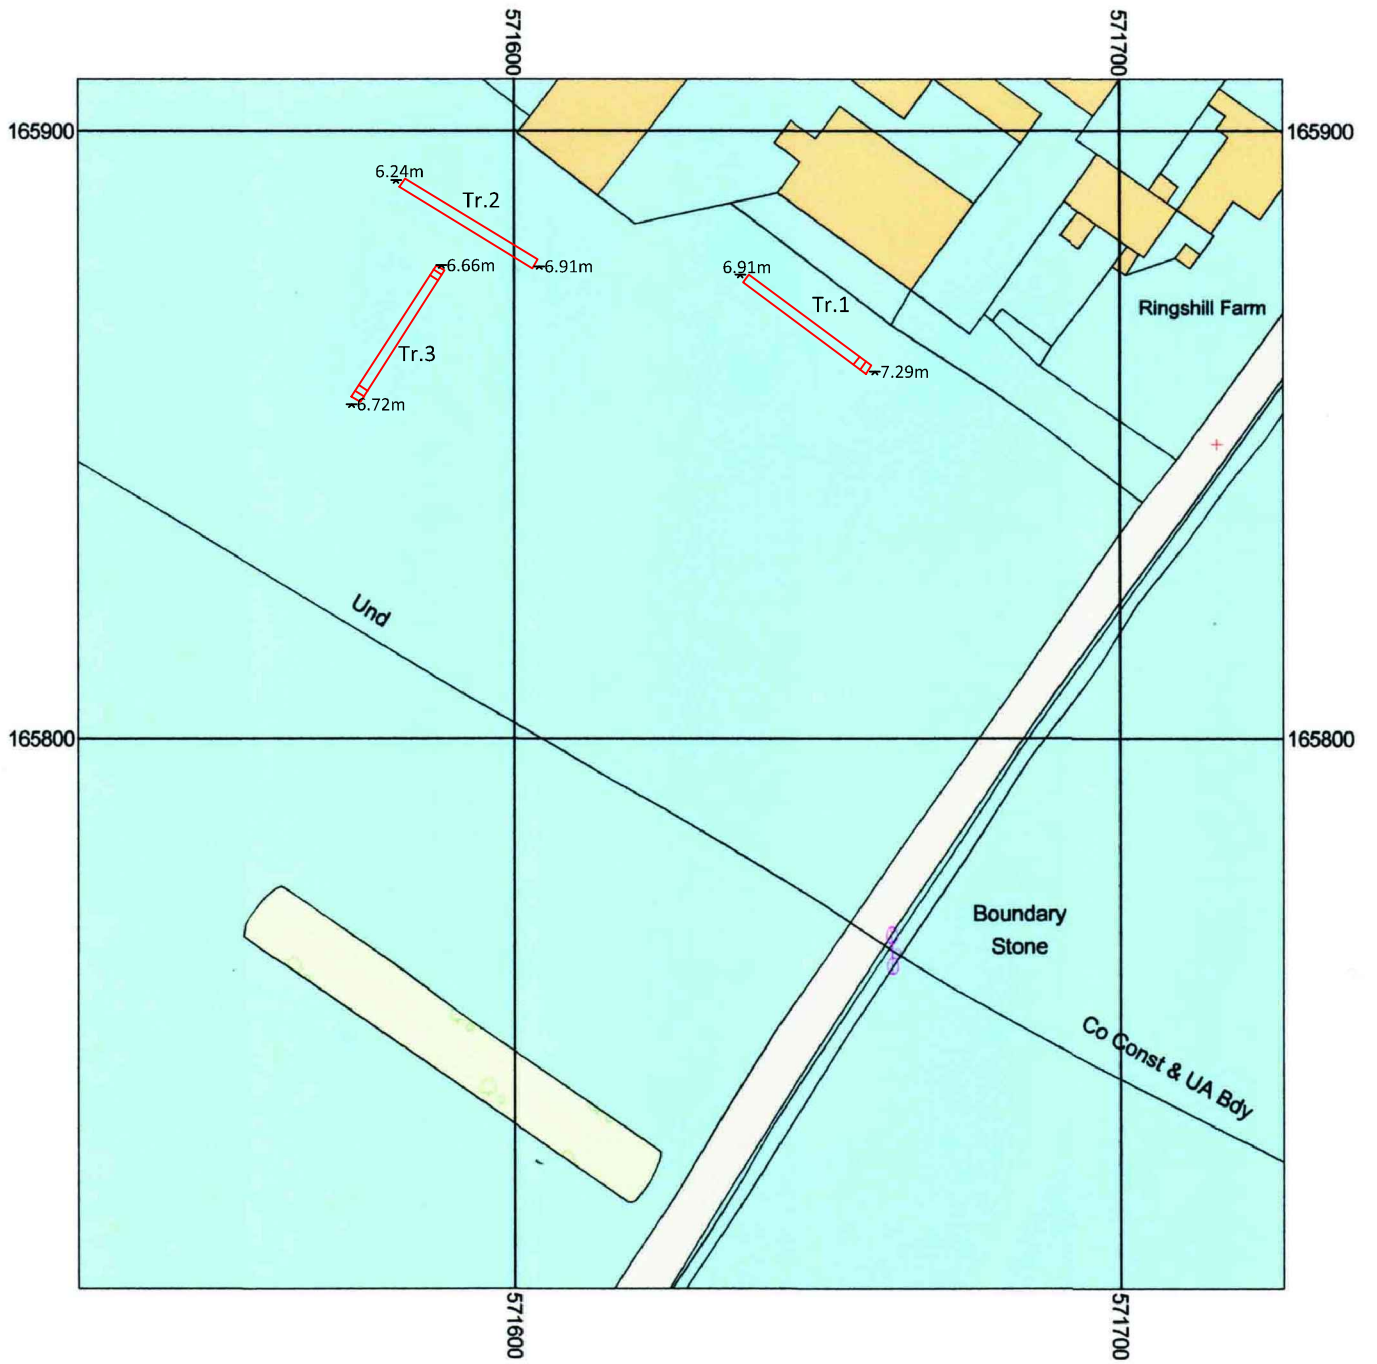 571600
571700
165900
165900
6.24m
Tr.2
6.66m
6.91m
6.91m
Tr.1
Ringshill Farm
Tr.3
7.29m
6.72m
Und
165800
165800
Boundary
Stone
Co Const & UA Bdy
571600
571700